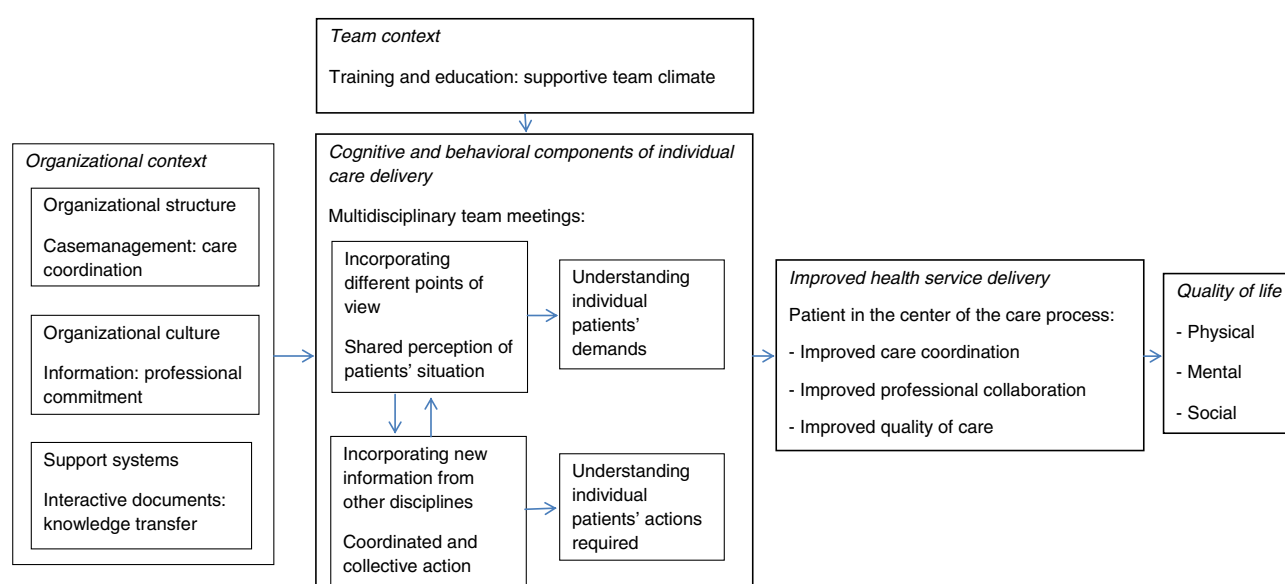 Team context
Training and education: supportive team climate
Organizational context
Organizational structure
Casemanagement: care
coordination
Organizational culture
Information: professional
commitment
Support systems
Interactive documents:
knowledge transfer
Cognitive and behavioral components of individual
care delivery
Multidisciplinary team meetings:
Incorporating
different points of
view
Shared perception of
patients’ situation
Understanding
individual
patients’
demands
Incorporating new
information from
other disciplines
Coordinated and
collective action
Understanding
individual
patients’ actions
required
Improved health service delivery
Patient in the center of the care process:
- Improved care coordination
- Improved professional collaboration
- Improved quality of care
Quality of life
- Physical
- Mental
- Social